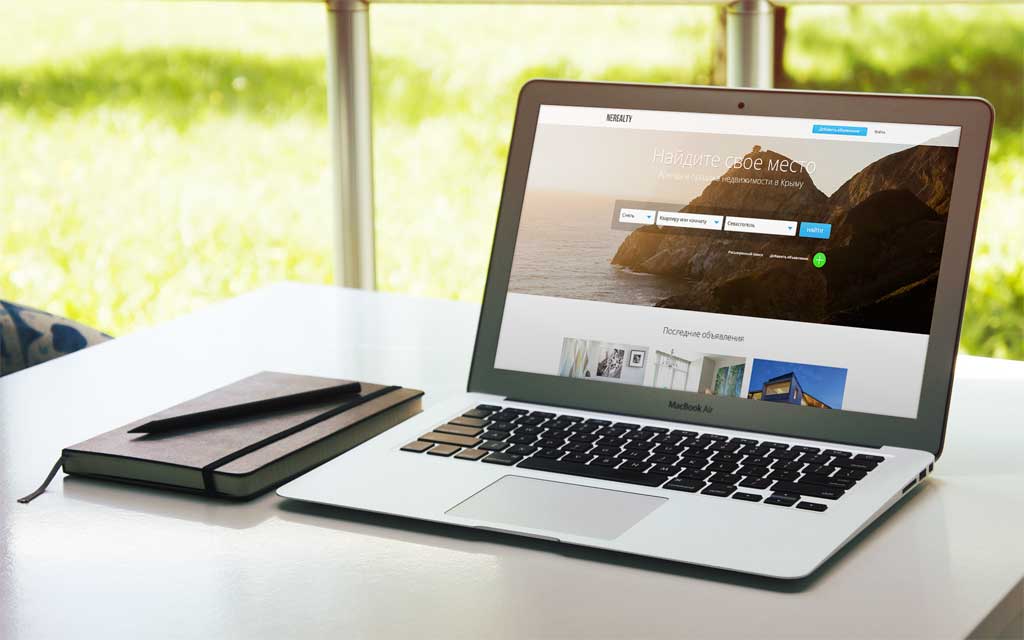 NEREALTY
Добавить объявление
Войти
Найдите свое место
Аренда и продажа недвижимости в Крыму
Снять
Квартиру или комнату
Севастополь
НАЙТИ
Расширенный поиск
Добавить объявление
Последние объявления
MacBook Air